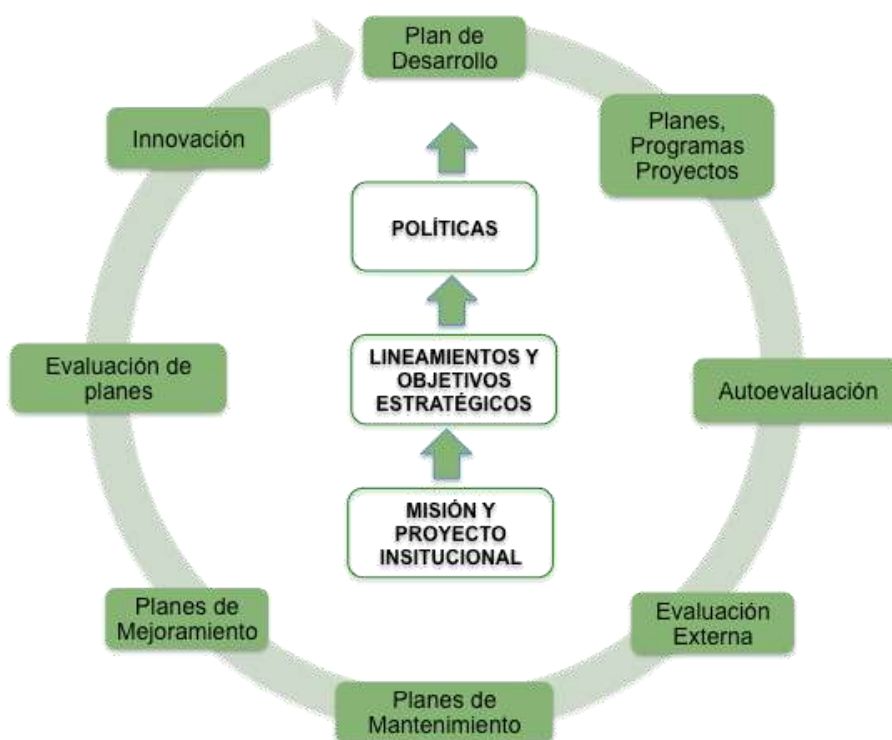 Plan de
Desarrollo
Planes,
Programas
Proyectos
Autoevaluación
Evaluación
Externa
Planes de
Mantenimiento
Planes de
Mejoramiento
Evaluación de
planes
Innovación
POLÍTICAS
LINEAMIENTOS Y
OBJETIVOS
ESTRATÉGICOS
MISIÓN Y
PROYECTO
INSITUCIONAL